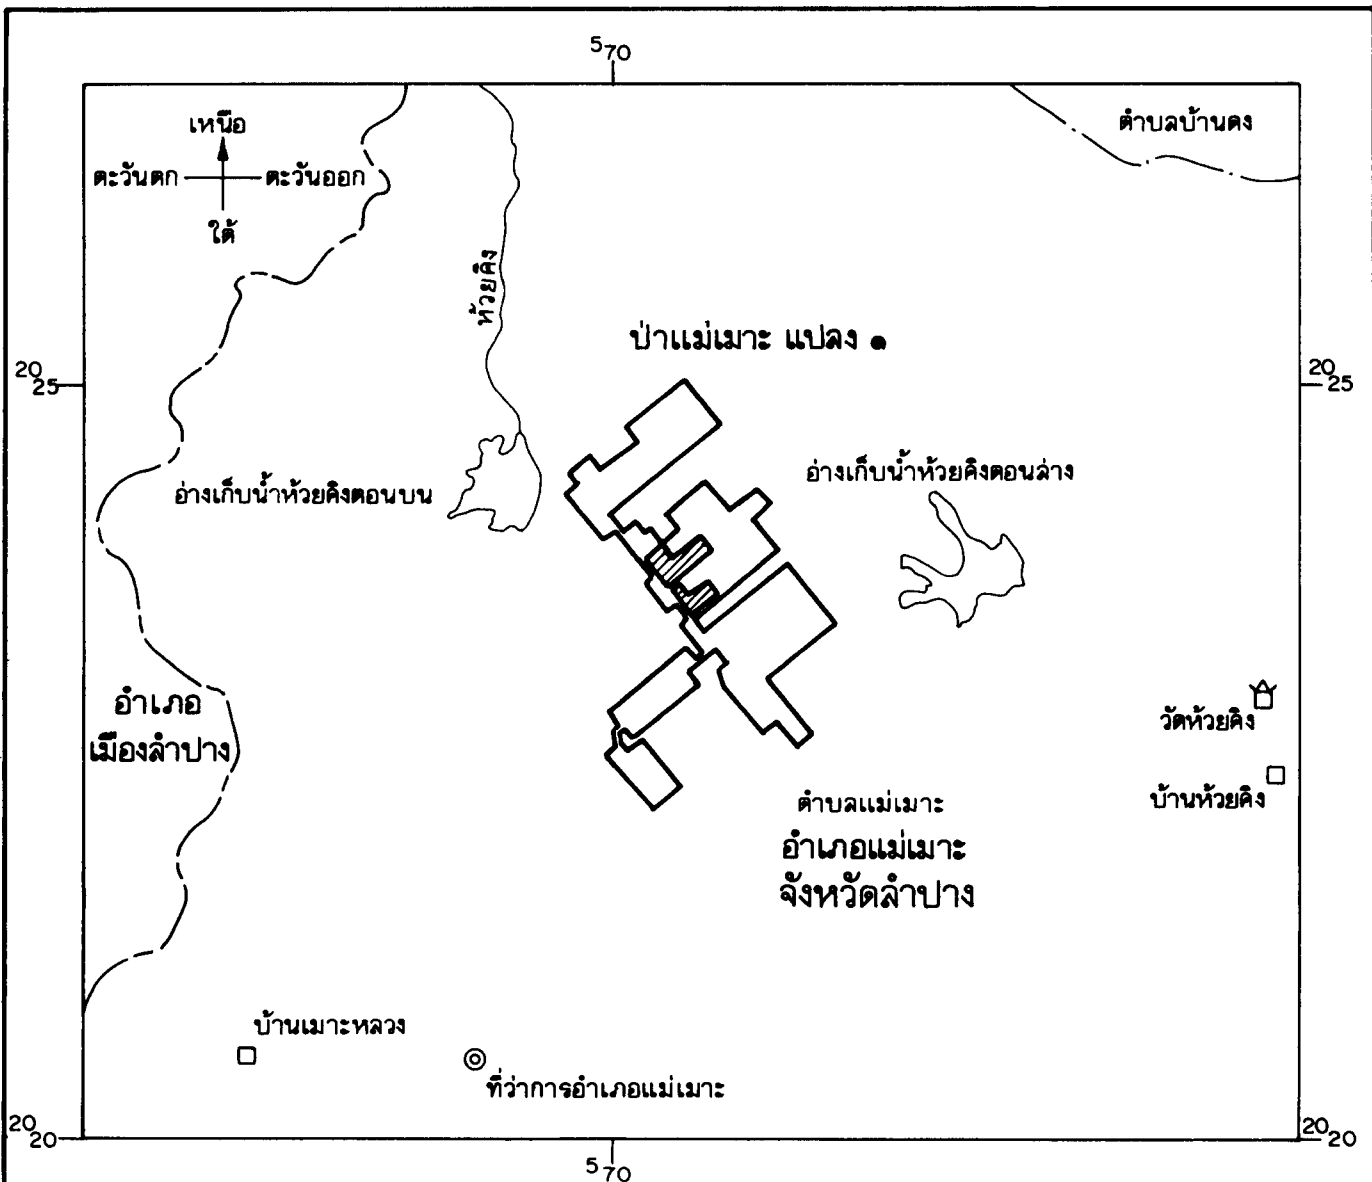 ⁵70
เหนือ
ตะวันตก ตะวันออก
ใต้
ตำบลบ้านดง
ห้วยคิง
ป่าแม่เมาะ แปลง ๑
²⁰25
²⁰25
อ่างเก็บน้ำห้วยคิงตอนบน
อ่างเก็บน้ำห้วยคิงตอนล่าง
อำเภอ
เมืองลำปาง
วัดห้วยคิง
บ้านห้วยคิง
ตำบลแม่เมาะ
อำเภอแม่เมาะ
จังหวัดลำปาง
บ้านเมาะหลวง
ที่ว่าการอำเภอแม่เมาะ
²⁰20
²⁰20
⁵70